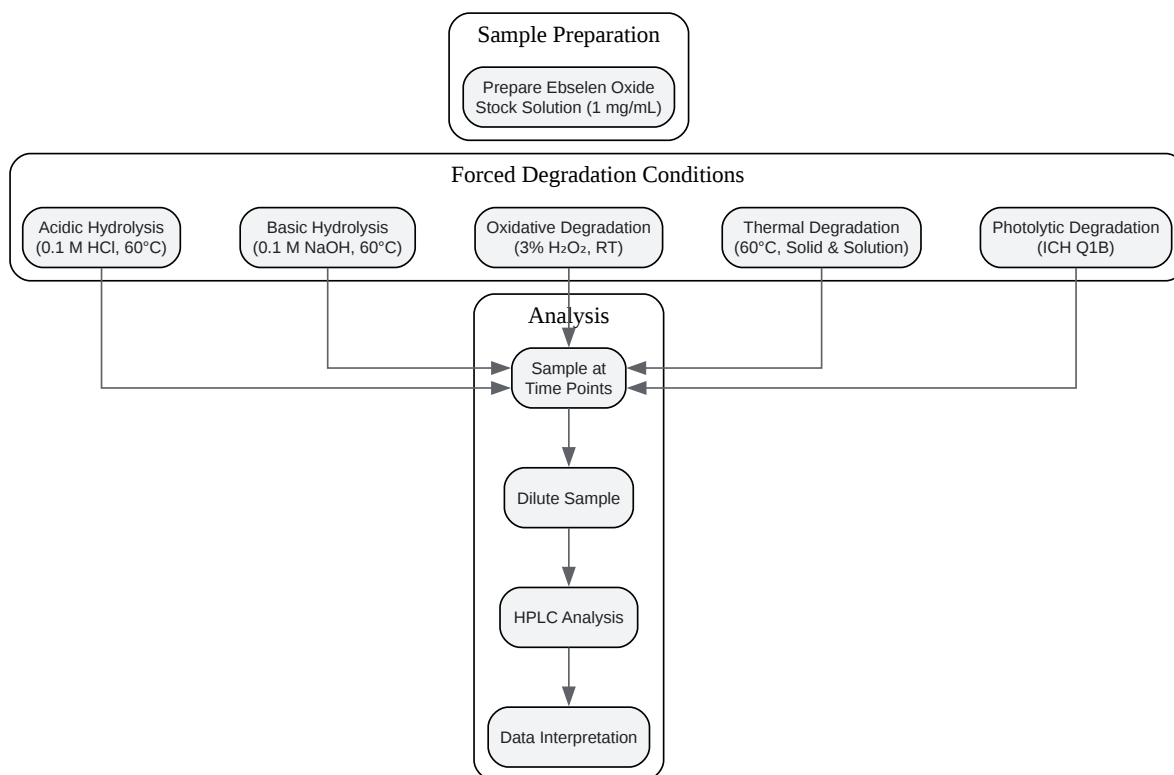 Sample Preparation
Prepare Ebselen Oxide
Stock Solution (1 mg/mL)
Forced Degradation Conditions
Acidic Hydrolysis
(0.1 M HCl, 60°C)
Basic Hydrolysis
(0.1 M NaOH, 60°C)
Oxidative Degradation
(3% H₂O₂, RT)
Thermal Degradation
(60°C, Solid & Solution)
Photolytic Degradation
(ICH Q1B)
Analysis
Sample at
Time Points
Dilute Sample
HPLC Analysis
Data Interpretation